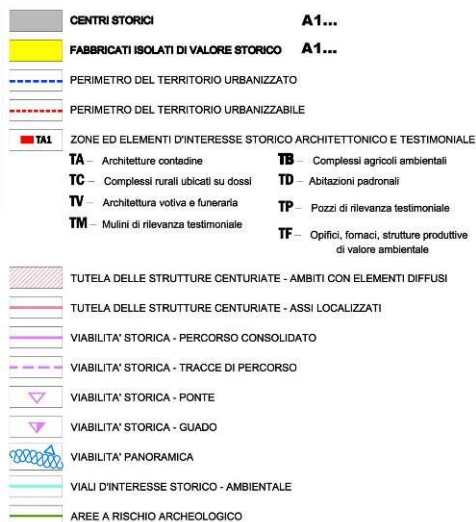 CENTRI STORICI A1...
FABBRICATI ISOLATI DI VALORE STORICO A1...
PERIMETRO DEL TERRITORIO URBANIZZATO
PERIMETRO DEL TERRITORIO URBANIZZABILE
TA1 ZONE ED ELEMENTI D'INTERESSE STORICO ARCHITETTONICO E TESTIMONIALE
TA – Architetture contadine
TB – Complessi agricoli ambientali
TC – Complessi rurali ubicati su dossi
TD – Abitazioni padronali
TV – Architettura votiva e funeraria
TP – Pozzi di rilevanza testimoniale
TM – Mulini di rilevanza testimoniale
TF – Opifici, fornaci, strutture produttive
di valore ambientale
TUTELA DELLE STRUTTURE CENTURIATE - AMBITI CON ELEMENTI DIFFUSI
TUTELA DELLE STRUTTURE CENTURIATE - ASSI LOCALIZZATI
VIABILITA' STORICA - PERCORSO CONSOLIDATO
VIABILITA' STORICA - TRACCE DI PERCORSO
VIABILITA' STORICA - PONTE
VIABILITA' STORICA - GUADO
VIABILITA' PANORAMICA
VIALI D'INTERESSE STORICO - AMBIENTALE
AREE A RISCHIO ARCHEOLOGICO